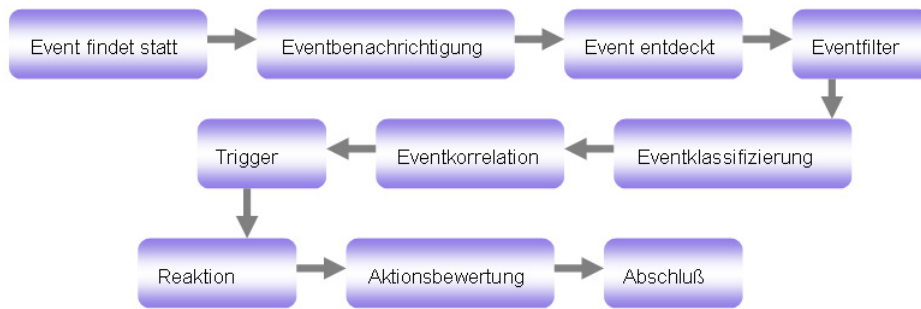 Event findet statt
Eventbenachrichtigung
Event entdeckt
Eventfilter
Eventklassifizierung
Eventkorrelation
Trigger
Reaktion
Aktionsbewertung
Abschluß